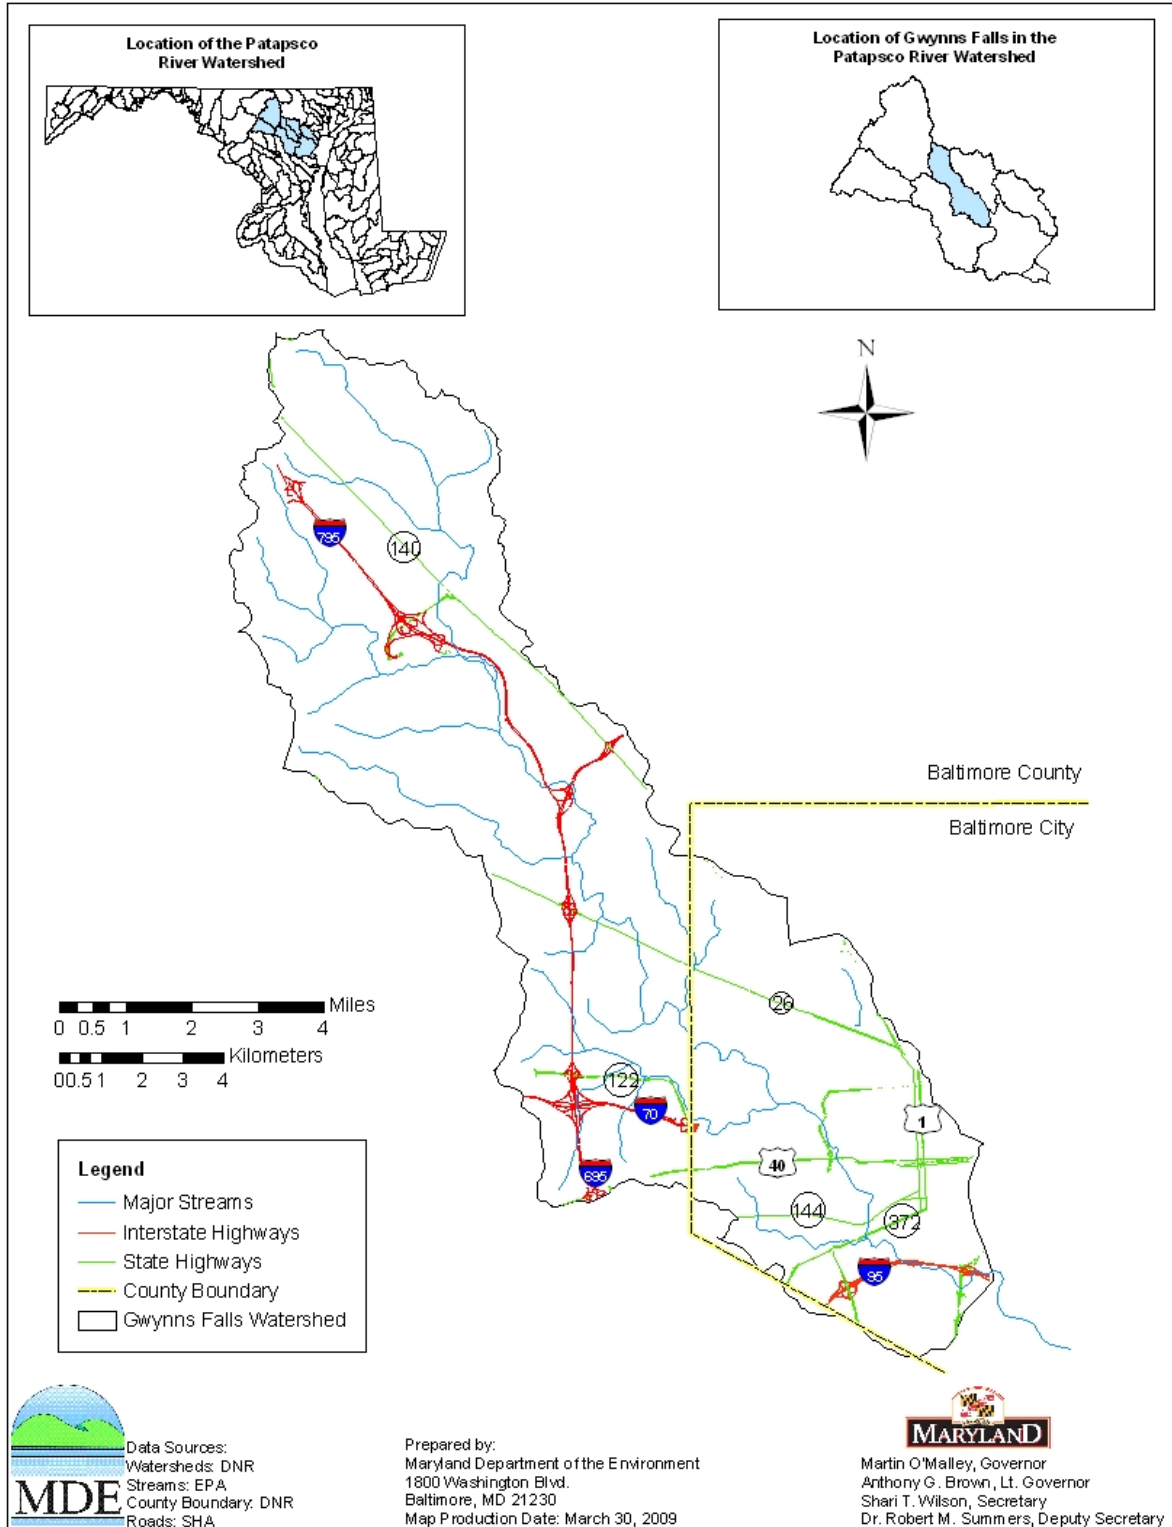 Location of the Patapsco
River Watershed
Location of Gwynns Falls in the
Patapsco River Watershed
N
795
140
Baltimore County
Baltimore City
26
Miles
0 0.5 1 2 3 4
Kilometers
0 0.5 1 2 3 4
122
70
1
40
695
144
372
95
Legend
Major Streams
Interstate Highways
State Highways
County Boundary
Gwynns Falls Watershed
MDE
Data Sources:
Watersheds: DNR
Streams: EPA
County Boundary: DNR
Roads: SHA
Prepared by:
Maryland Department of the Environment
1800 Washington Blvd.
Baltimore, MD 21230
Map Production Date: March 30, 2009
MARYLAND
Martin O'Malley, Governor
Anthony G. Brown, Lt. Governor
Shari T. Wilson, Secretary
Dr. Robert M. Summers, Deputy Secretary